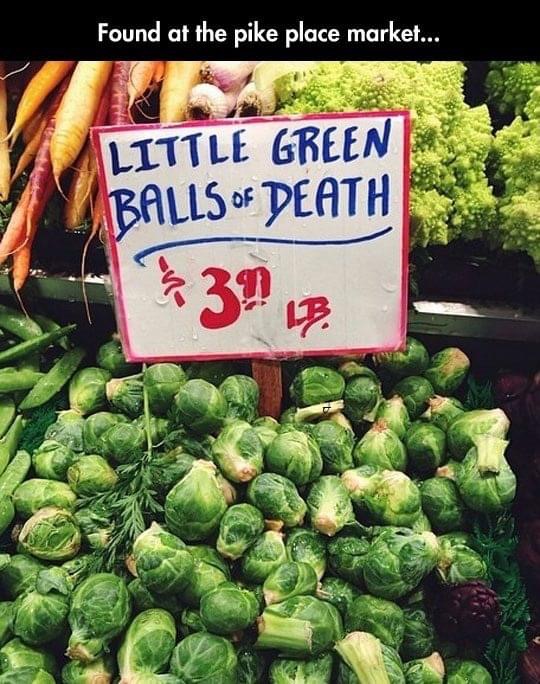 Found at the pike place market...
LITTLE GREEN
BALLS OF DEATH
$3.99 LB.